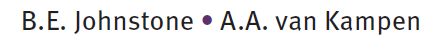 B.E. Johnstone • A.A. van Kampen